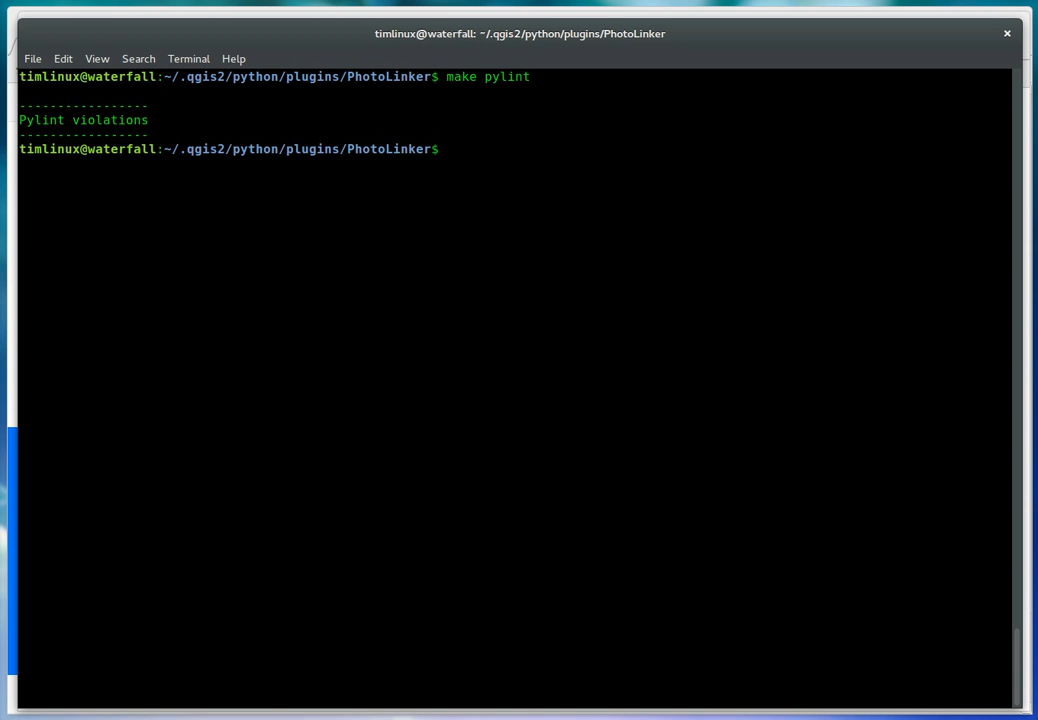 timlinux@waterfall: ~/.qgis2/python/plugins/PhotoLinker
×
File Edit View Search Terminal Help
timlinux@waterfall:~/.qgis2/python/plugins/PhotoLinker$ make pylint
-----------------
Pylint violations
-----------------
timlinux@waterfall:~/.qgis2/python/plugins/PhotoLinker$